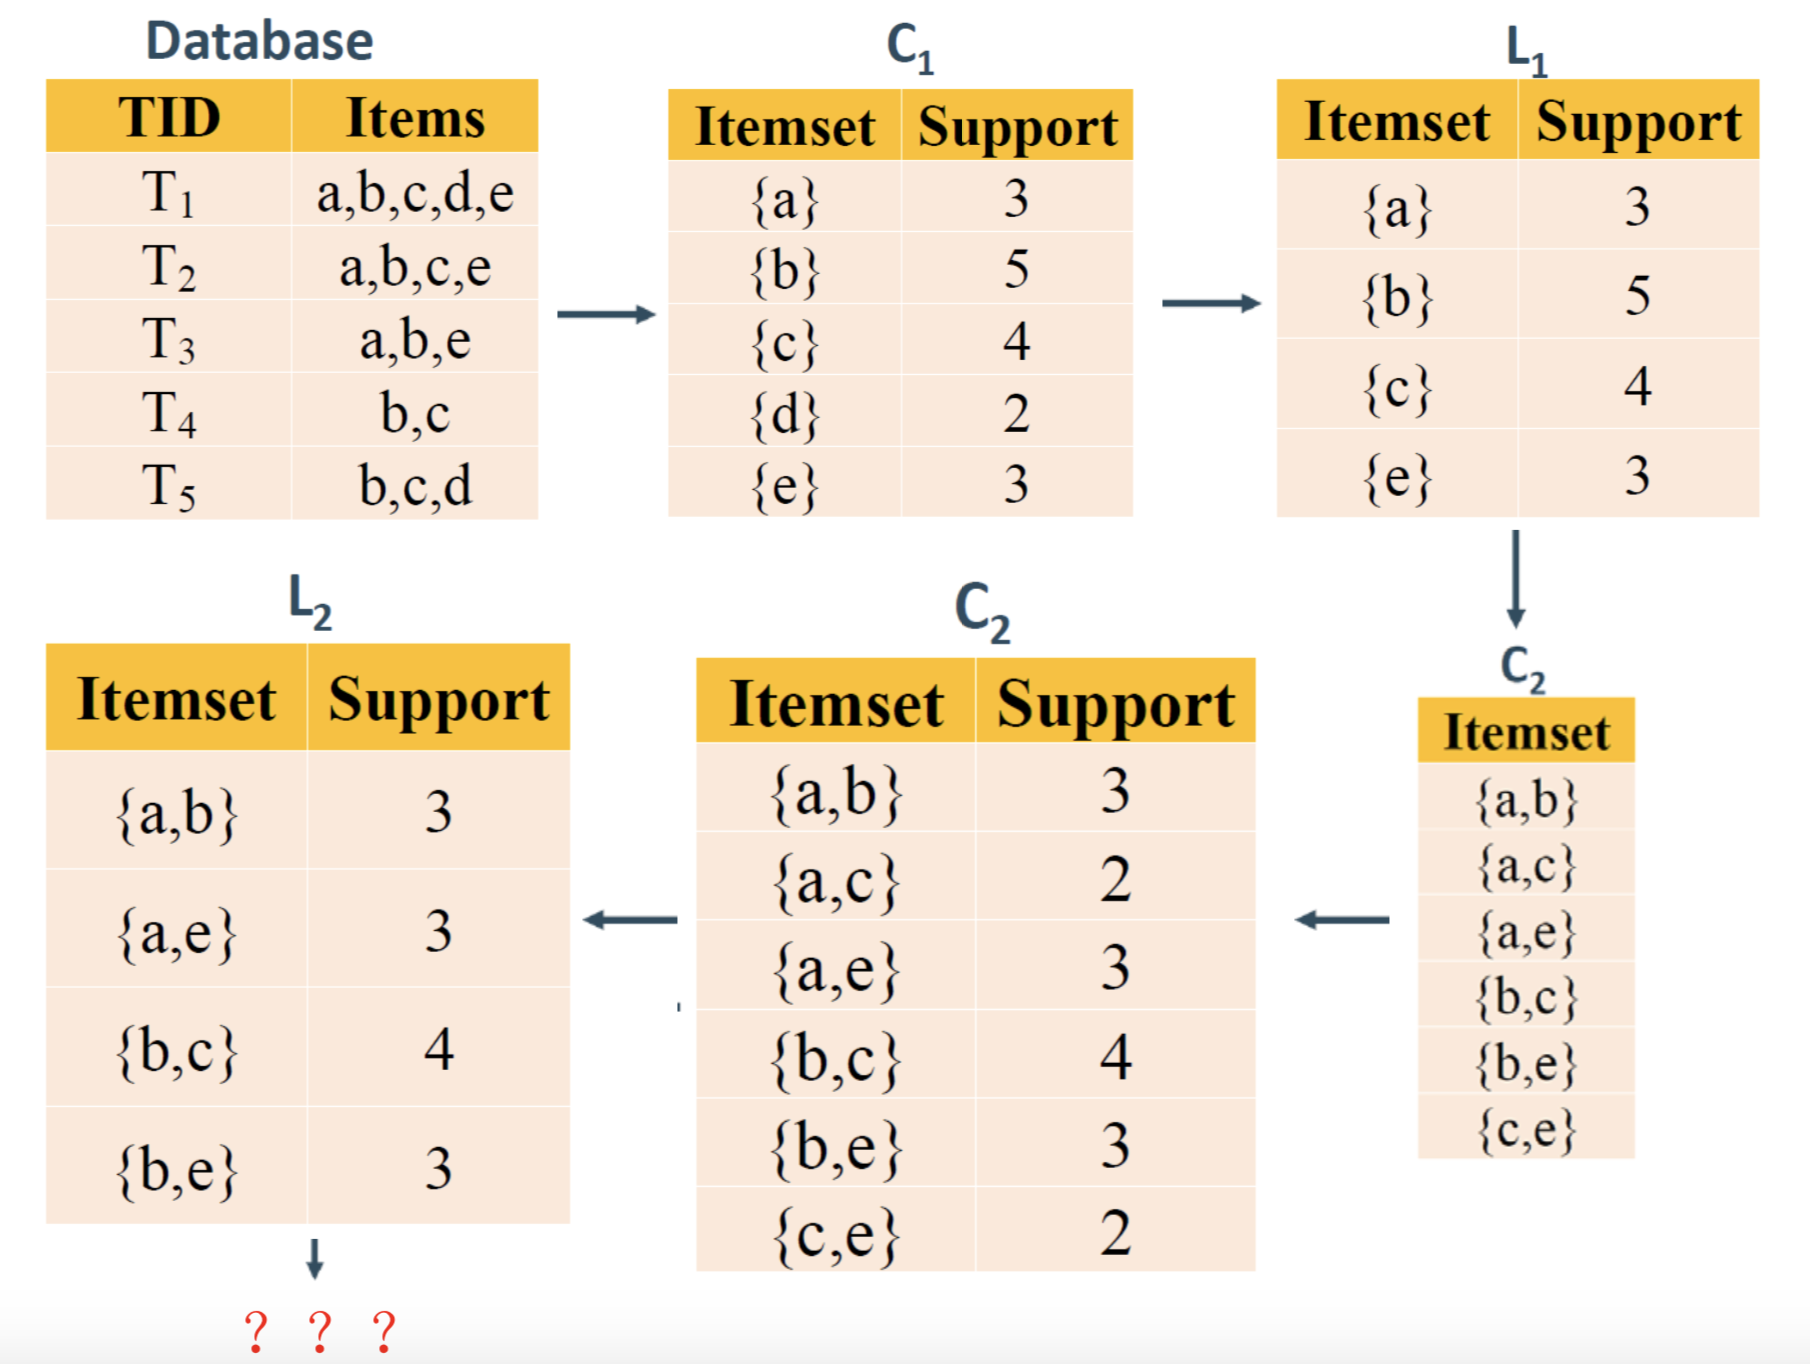 Database
TID Items
T1 a,b,c,d,e
T2 a,b,c,e
T3 a,b,e
T4 b,c
T5 b,c,d
C1
Itemset Support
{a} 3
{b} 5
{c} 4
{d} 2
{e} 3
L1
Itemset Support
{a} 3
{b} 5
{c} 4
{e} 3
L2
Itemset Support
{a,b} 3
{a,e} 3
{b,c} 4
{b,e} 3
? ? ?
C2
Itemset Support
{a,b} 3
{a,c} 2
{a,e} 3
{b,c} 4
{b,e} 3
{c,e} 2
C2
Itemset
{a,b}
{a,c}
{a,e}
{b,c}
{b,e}
{c,e}